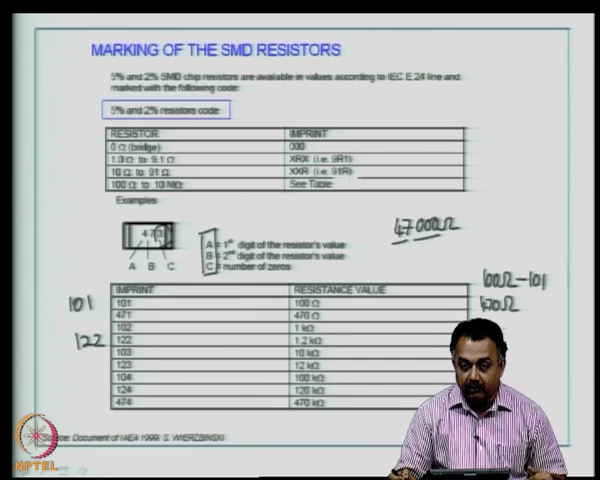 MARKING OF THE SMD RESISTORS
5% and 2% SMD chip resistors are available in values according to IEC E 24 line and
marked with the following code:
5% and 2% resistors code
RESISTOR IMPRINT
0 Ω (bridge) 000
1.0 Ω to 9.1 Ω XRX (i.e. 9R1)
10 Ω to 91 Ω XXR (i.e. 91R)
100 Ω to 10 MΩ See Table
Examples
47000Ω
473
A B C
A = 1st digit of the resistor's value
B = 2nd digit of the resistor's value
C = number of zeros
100Ω-101
470Ω
IMPRINT RESISTANCE VALUE
101 101 100 Ω
471 470 Ω
102 1 kΩ
122 122 1.2 kΩ
103 10 kΩ
123 12 kΩ
104 100 kΩ
124 120 kΩ
474 470 kΩ
Source: Document of IAEA 1999: S. WIERZBINSKI
NPTEL